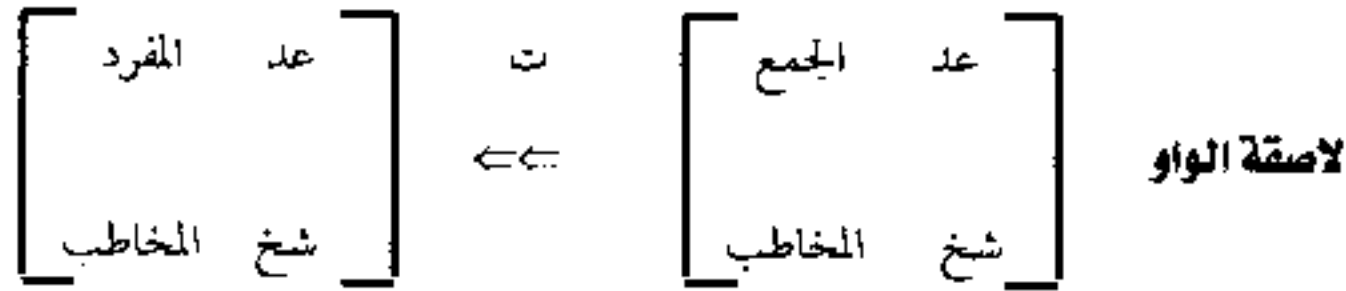 عد الجمع ت عد المفرد
لاصقة الواو ⇐⇐
شخ المخاطب شخ المخاطب